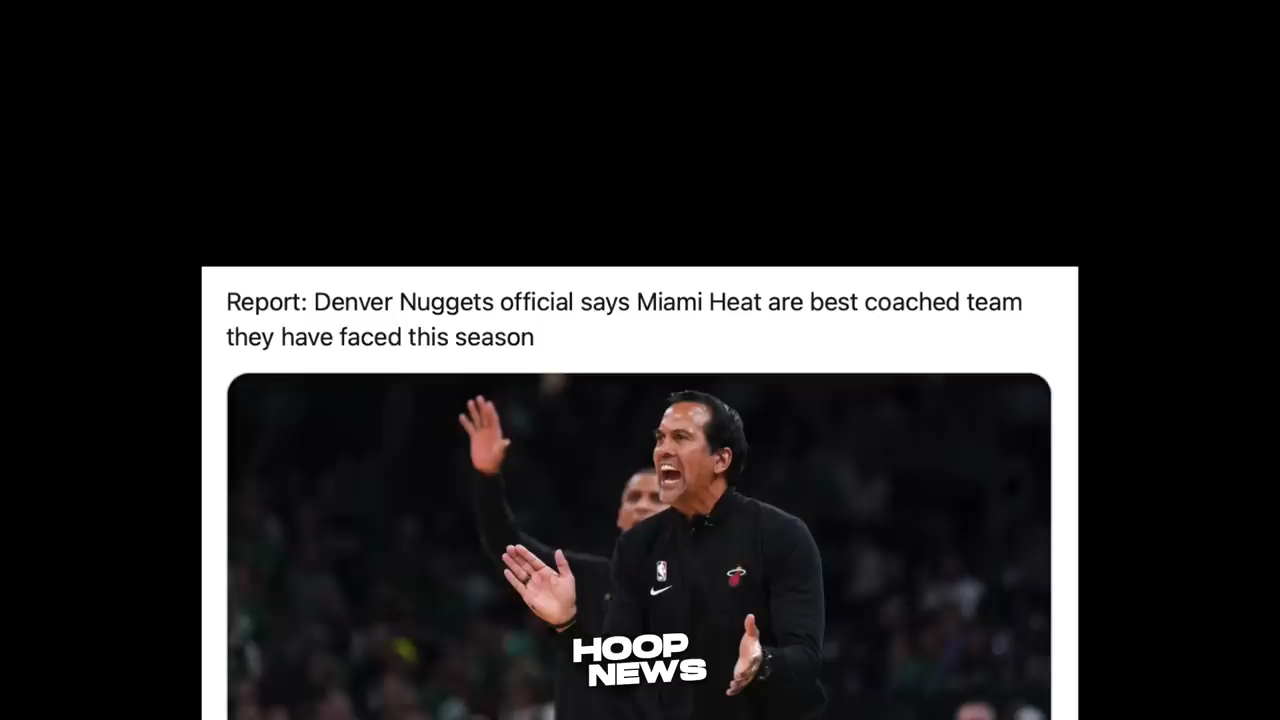 Report: Denver Nuggets official says Miami Heat are best coached team
they have faced this season
HOOP
NEWS